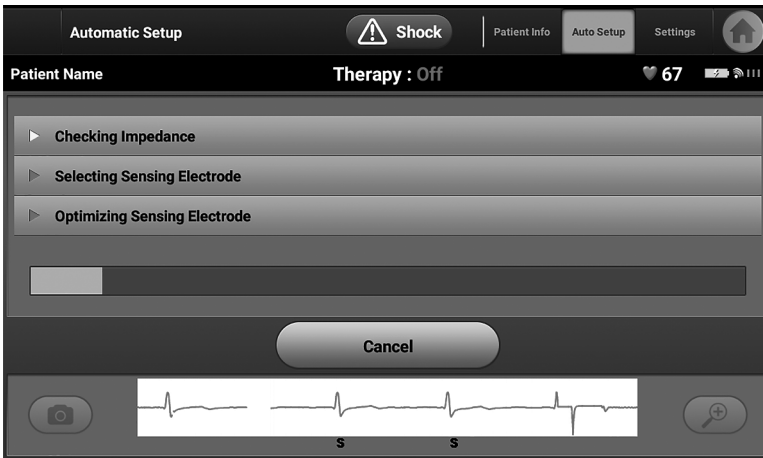 Automatic Setup
Shock
Patient Info
Auto Setup
Settings
Patient Name
Therapy : Off
67
Checking Impedance
Selecting Sensing Electrode
Optimizing Sensing Electrode
Cancel
S S